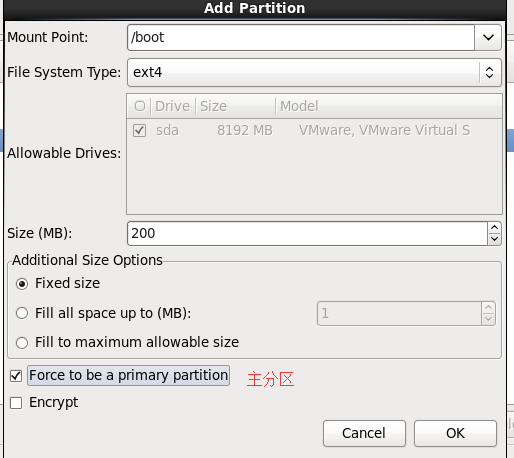 Add Partition
Mount Point: /boot
File System Type: ext4
Drive Size Model
sda 8192 MB VMware, VMware Virtual S
Allowable Drives:
Size (MB): 200
Additional Size Options
Fixed size
Fill all space up to (MB): 1
Fill to maximum allowable size
Force to be a primary partition 主分区
Encrypt
Cancel OK